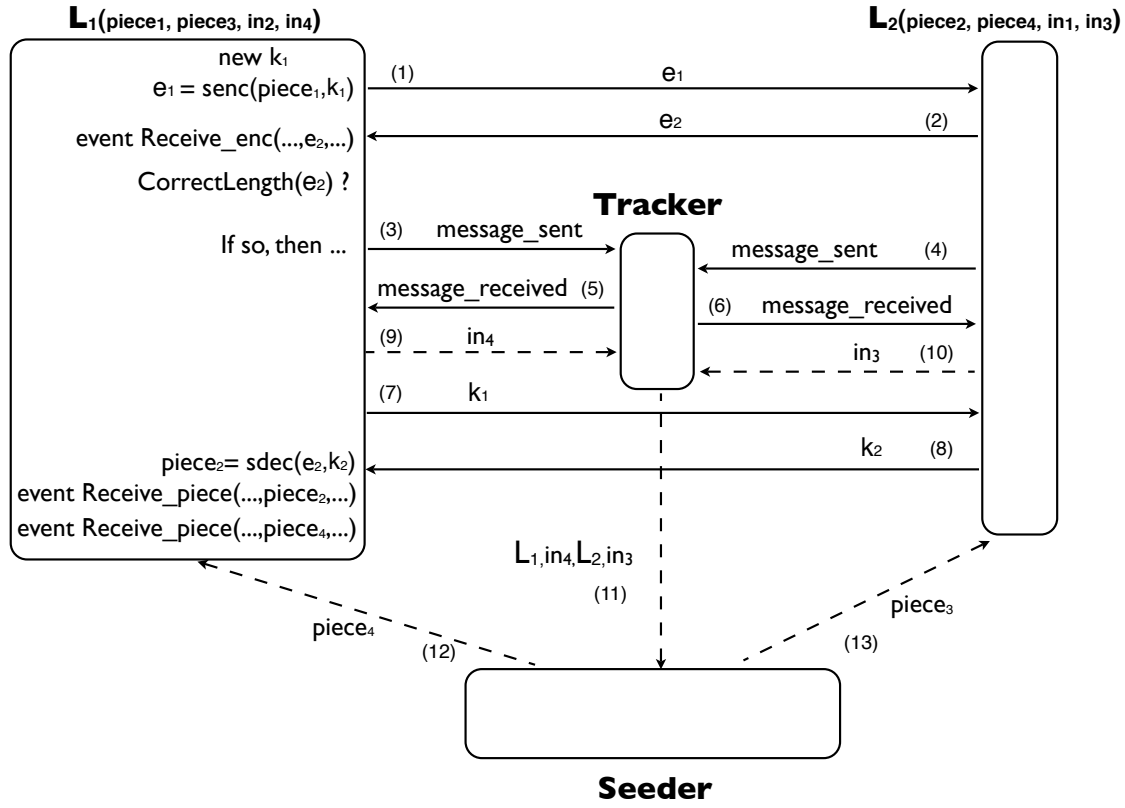 L₁(piece₁, piece₃, in₂, in₄)
L₂(piece₂, piece₄, in₁, in₃)
new k₁
e₁ = senc(piece₁,k₁)
(1) e₁
e₂ (2)
event Receive_enc(...,e₂,...)
CorrectLength(e₂) ?
Tracker
If so, then ...
(3) message_sent
message_sent (4)
message_received (5)
(6) message_received
(9) in₄
in₃ (10)
(7) k₁
k₂ (8)
piece₂= sdec(e₂,k₂)
event Receive_piece(...,piece₂,...)
event Receive_piece(...,piece₄,...)
L₁,in₄,L₂,in₃
(11)
piece₄
(12)
piece₃
(13)
Seeder